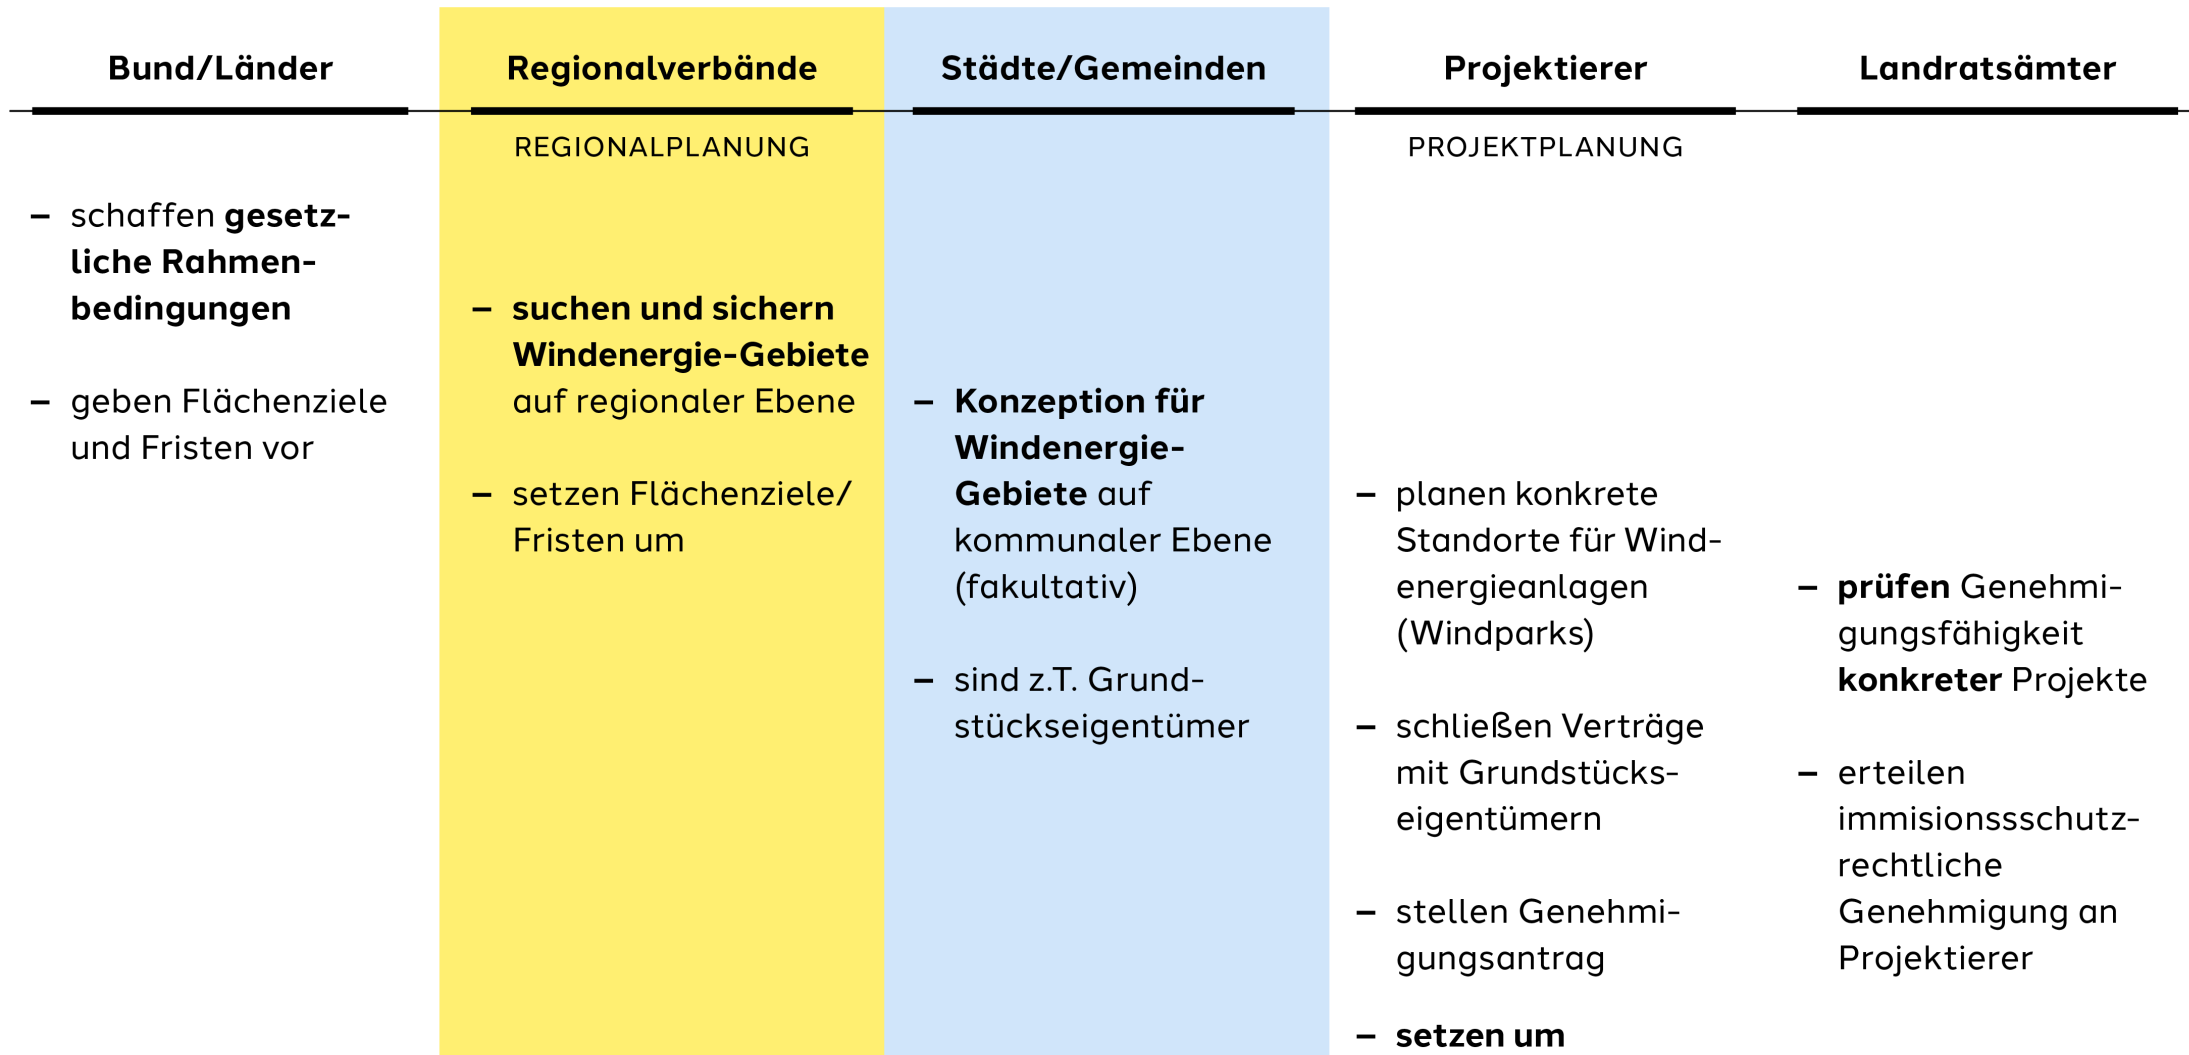 Bund/Länder
– schaffen gesetz-
liche Rahmen-
bedingungen
– geben Flächenziele
und Fristen vor
Regionalverbände
REGIONALPLANUNG
– suchen und sichern
Windenergie-Gebiete
auf regionaler Ebene
– setzen Flächenziele/
Fristen um
Städte/Gemeinden
– Konzeption für
Windenergie-
Gebiete auf
kommunaler Ebene
(fakultativ)
– sind z.T. Grund-
stückseigentümer
Projektierer
PROJEKTPLANUNG
– planen konkrete
Standorte für Wind-
energieanlagen
(Windparks)
– schließen Verträge
mit Grundstücks-
eigentümern
– stellen Genehmi-
gungsantrag
– setzen um
Landratsämter
– prüfen Genehmi-
gungsfähigkeit
konkreter Projekte
– erteilen
immisionssschutz-
rechtliche
Genehmigung an
Projektierer